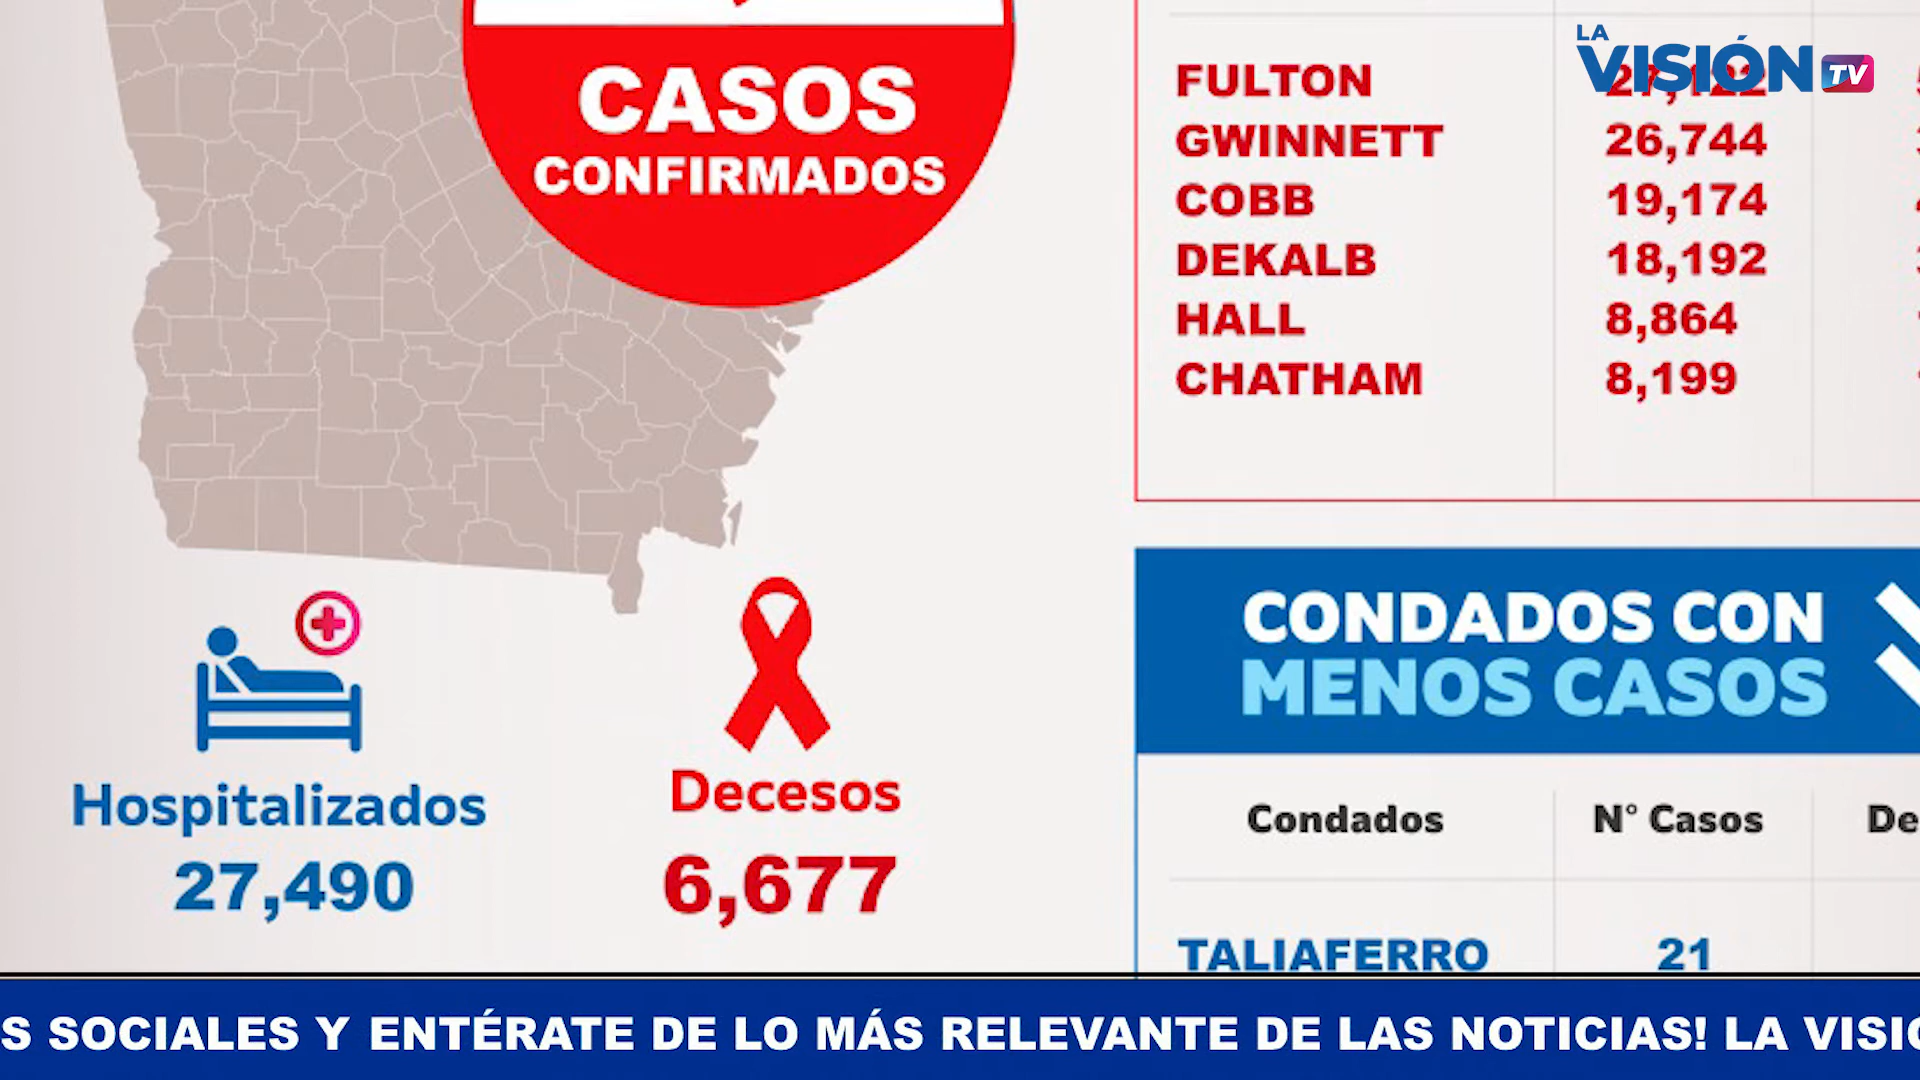 CASOS
CONFIRMADOS
LA
VISIÓN TV
FULTON
GWINNETT 26,744
COBB 19,174
DEKALB 18,192
HALL 8,864
CHATHAM 8,199
CONDADOS CON
MENOS CASOS
Hospitalizados
27,490
Decesos
6,677
Condados N° Casos De
TALIAFERRO 21
S SOCIALES Y ENTÉRATE DE LO MÁS RELEVANTE DE LAS NOTICIAS! LA VISIO